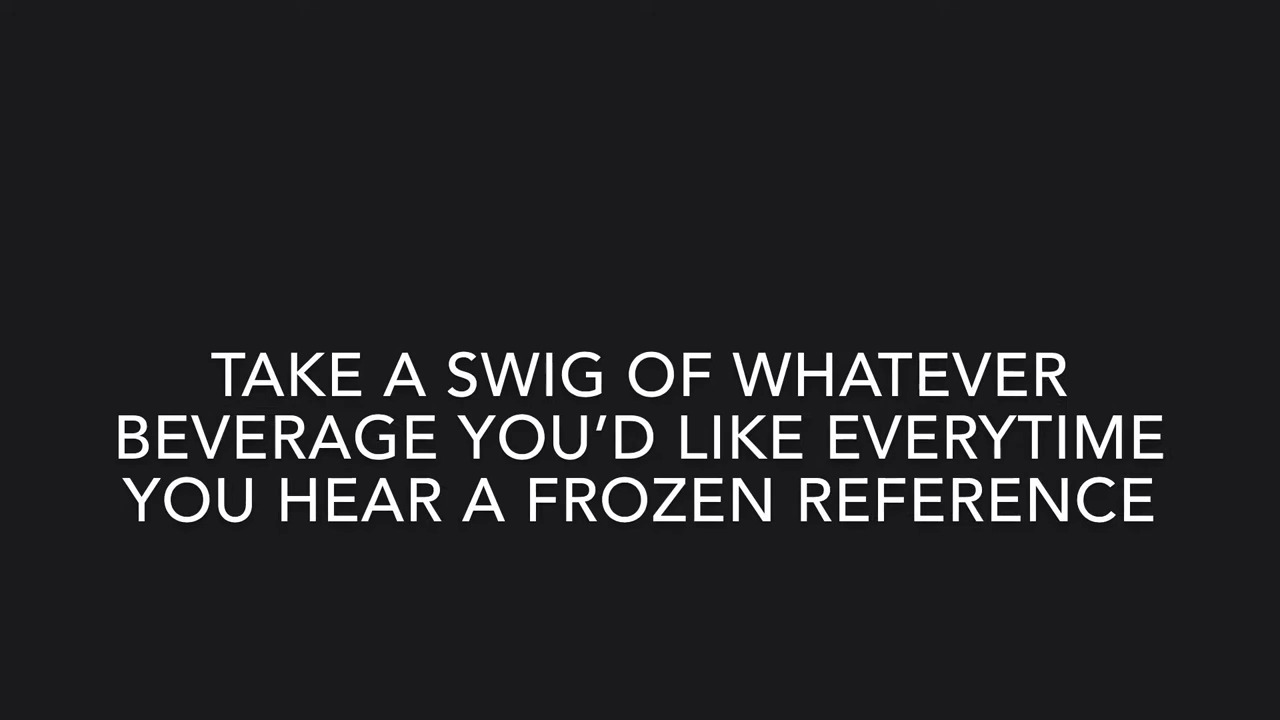 TAKE A SWIG OF WHATEVER
BEVERAGE YOU’D LIKE EVERYTIME
YOU HEAR A FROZEN REFERENCE